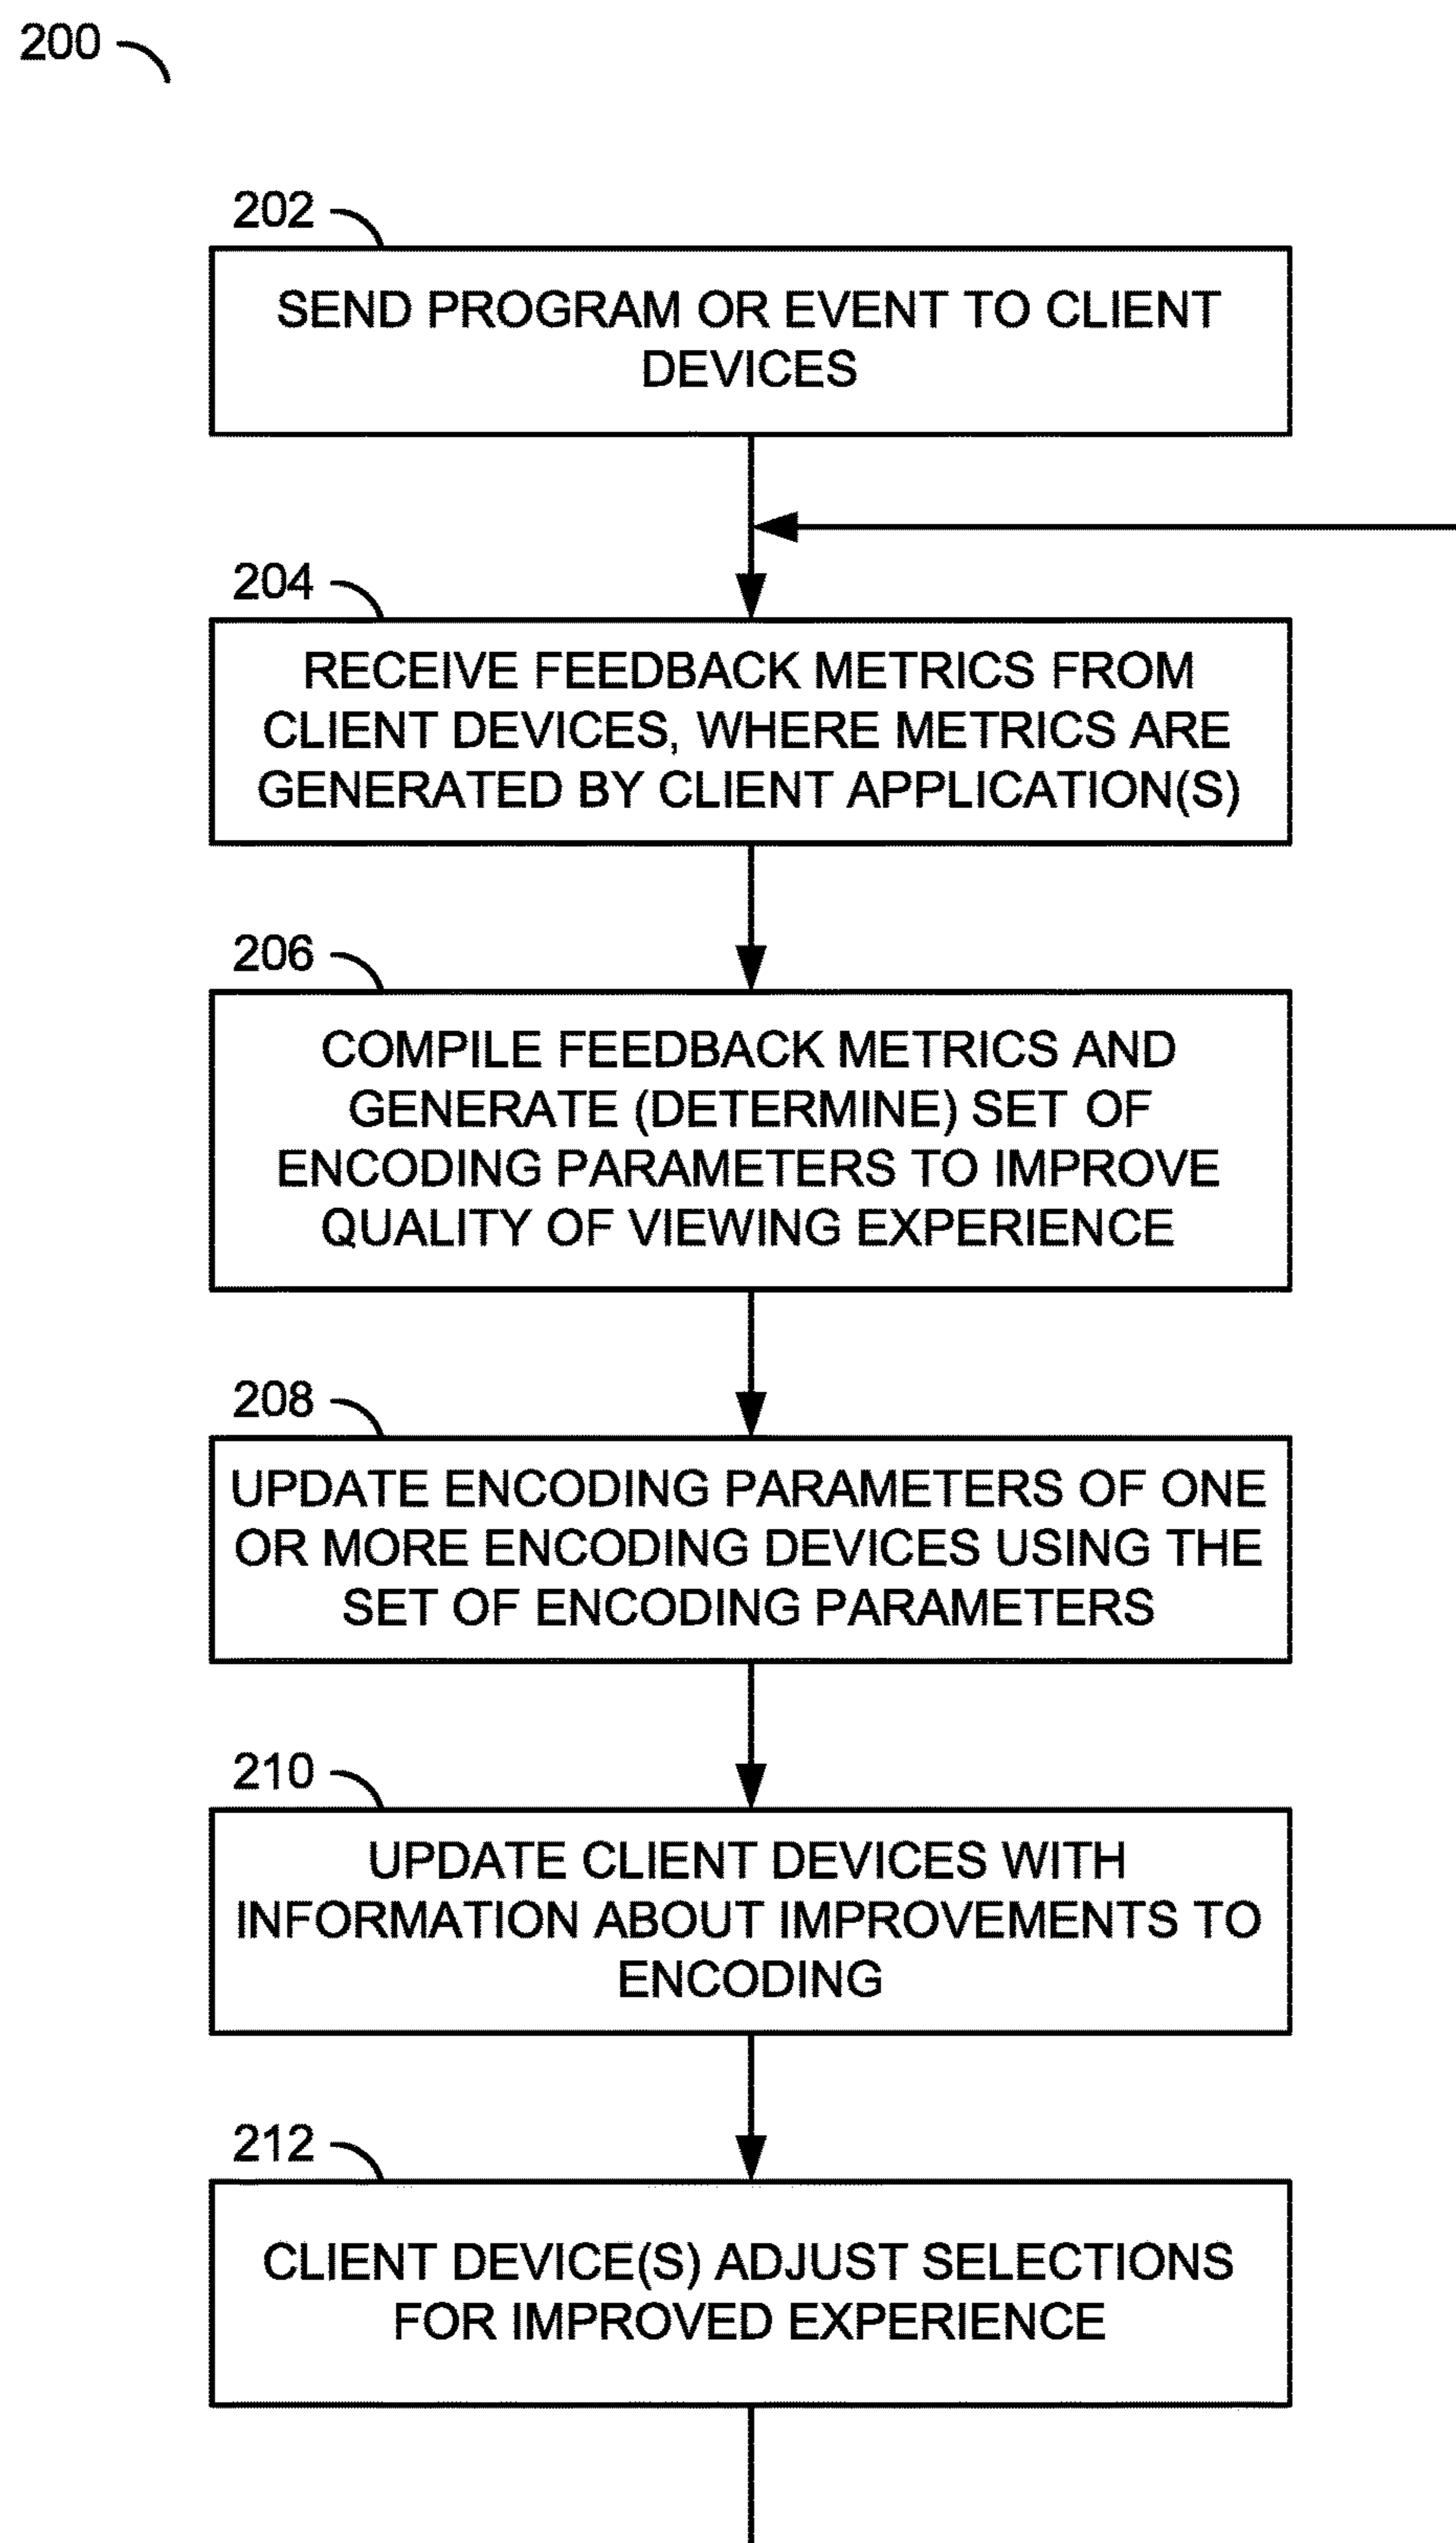 200
202
SEND PROGRAM OR EVENT TO CLIENT
DEVICES
204
RECEIVE FEEDBACK METRICS FROM
CLIENT DEVICES, WHERE METRICS ARE
GENERATED BY CLIENT APPLICATION(S)
206
COMPILE FEEDBACK METRICS AND
GENERATE (DETERMINE) SET OF
ENCODING PARAMETERS TO IMPROVE
QUALITY OF VIEWING EXPERIENCE
208
UPDATE ENCODING PARAMETERS OF ONE
OR MORE ENCODING DEVICES USING THE
SET OF ENCODING PARAMETERS
210
UPDATE CLIENT DEVICES WITH
INFORMATION ABOUT IMPROVEMENTS TO
ENCODING
212
CLIENT DEVICE(S) ADJUST SELECTIONS
FOR IMPROVED EXPERIENCE